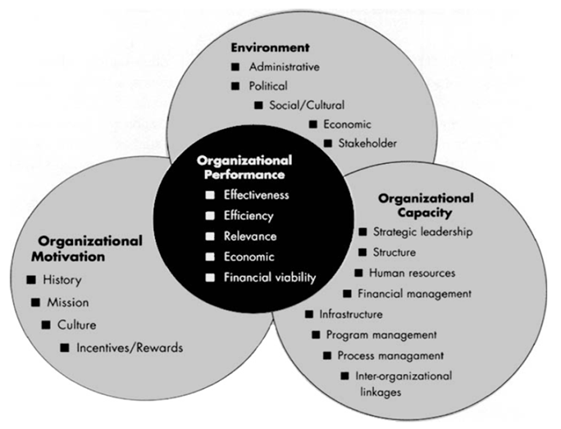 Environment
Administrative
Political
Social/Cultural
Economic
Stakeholder
Organizational
Performance
Effectiveness
Efficiency
Relevance
Economic
Financial viability
Organizational
Motivation
History
Mission
Culture
Incentives/Rewards
Organizational
Capacity
Strategic leadership
Structure
Human resources
Financial management
Infrastructure
Program management
Process managament
Inter-organizational
linkages